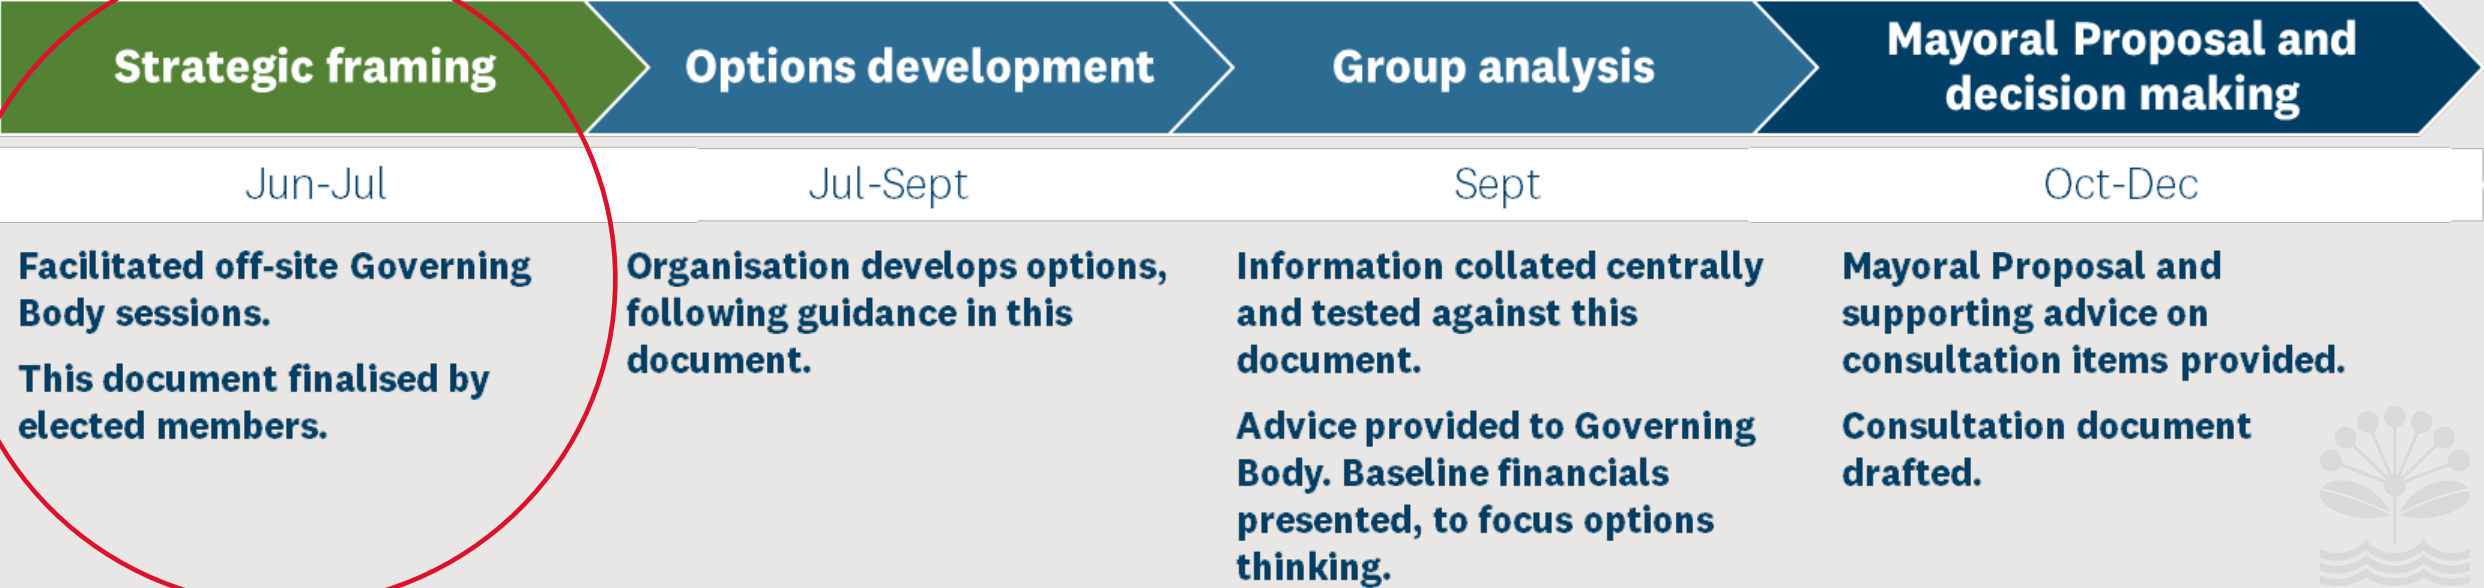 Strategic framing
Options development
Group analysis
Mayoral Proposal and
decision making
Jun-Jul
Jul-Sept
Sept
Oct-Dec
Facilitated off-site Governing
Body sessions.
This document finalised by
elected members.
Organisation develops options,
following guidance in this
document.
Information collated centrally
and tested against this
document.
Advice provided to Governing
Body. Baseline financials
presented, to focus options
thinking.
Mayoral Proposal and
supporting advice on
consultation items provided.
Consultation document
drafted.